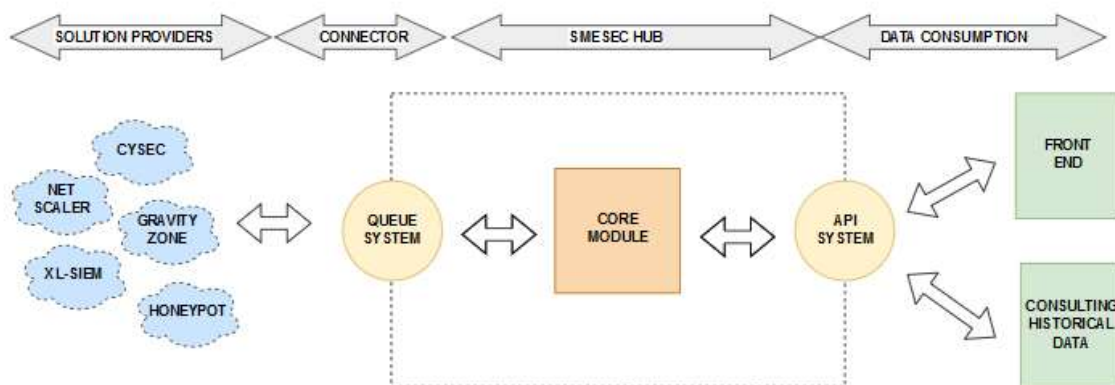 SOLUTION PROVIDERS
CONNECTOR
SMESEC HUB
DATA CONSUMPTION
CYSEC
NET
SCALER
GRAVITY
ZONE
XL-SIEM
HONEYPOT
QUEUE
SYSTEM
CORE
MODULE
API
SYSTEM
FRONT
END
CONSULTING
HISTORICAL
DATA